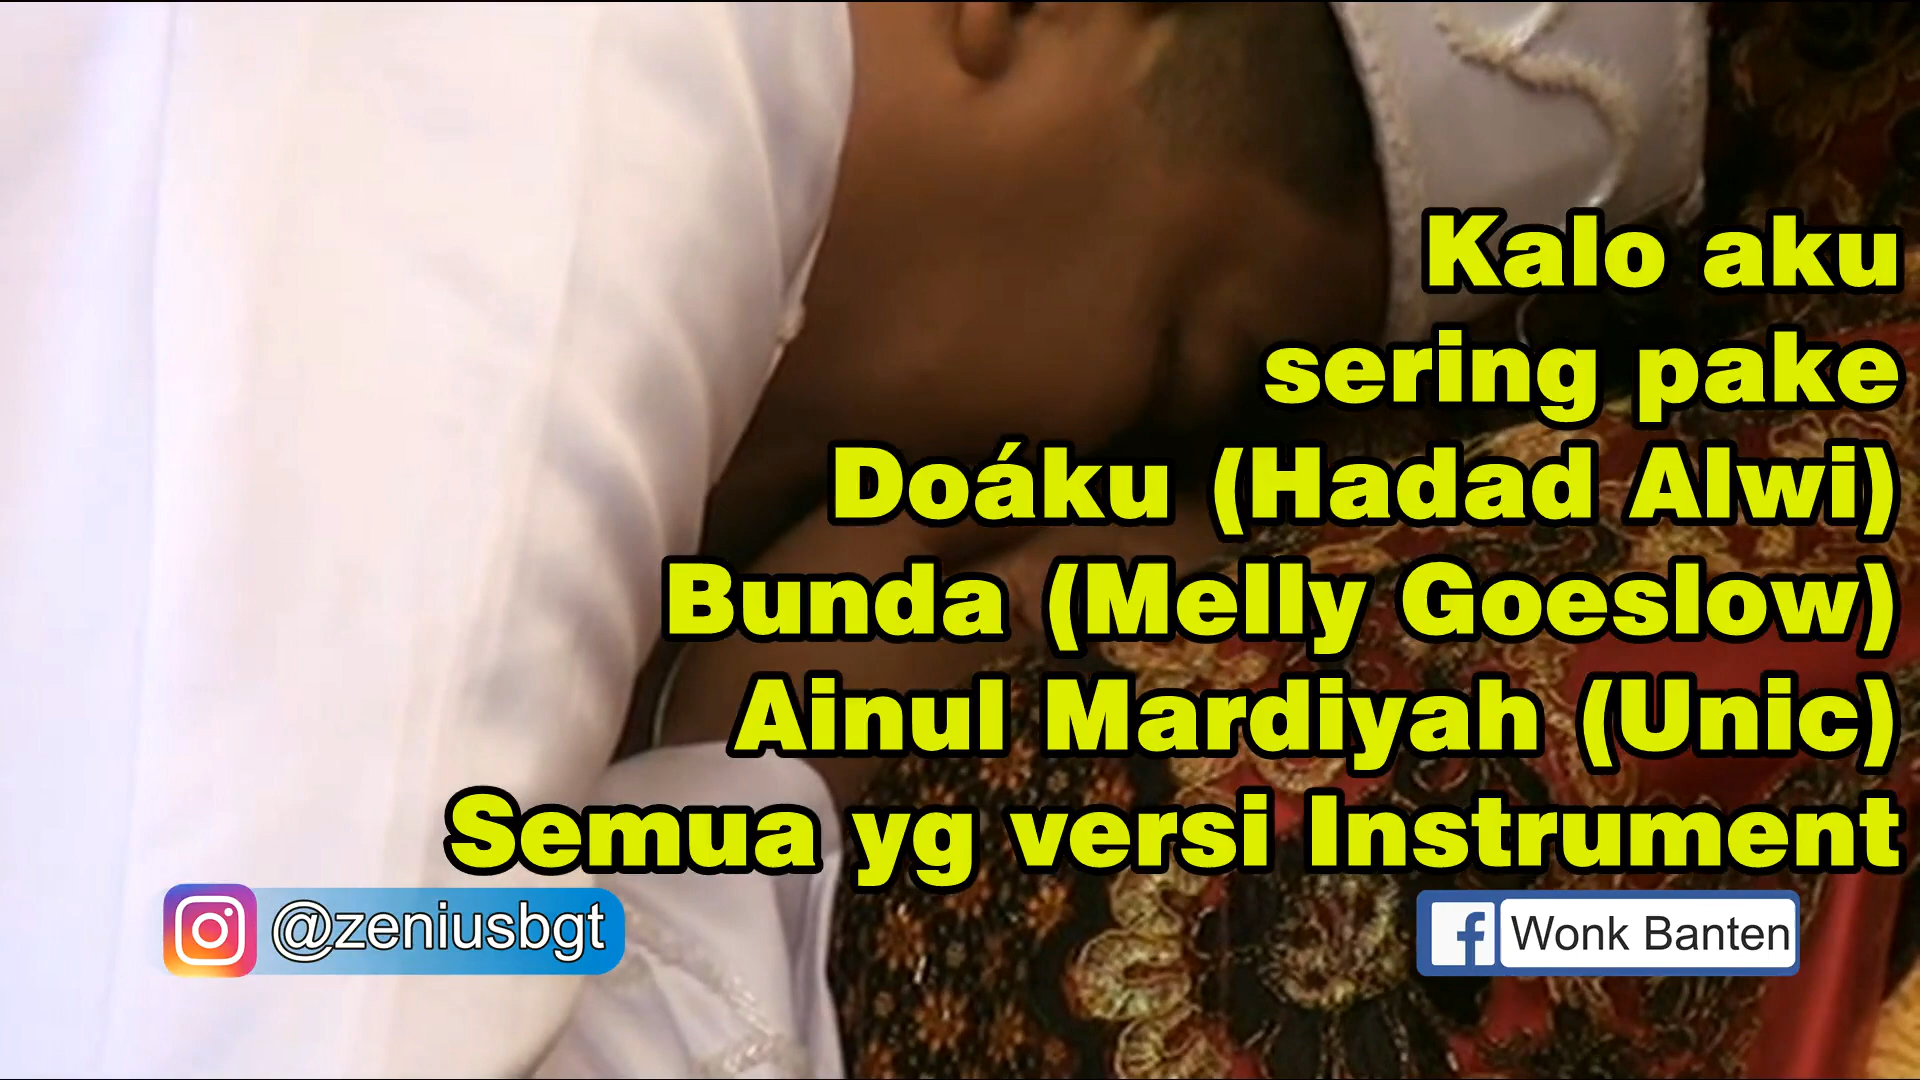 Kalo aku
sering pake
Doáku (Hadad Alwi)
Bunda (Melly Goeslow)
Ainul Mardiyah (Unic)
Semua yg versi Instrument
@zeniusbgt
Wonk Banten